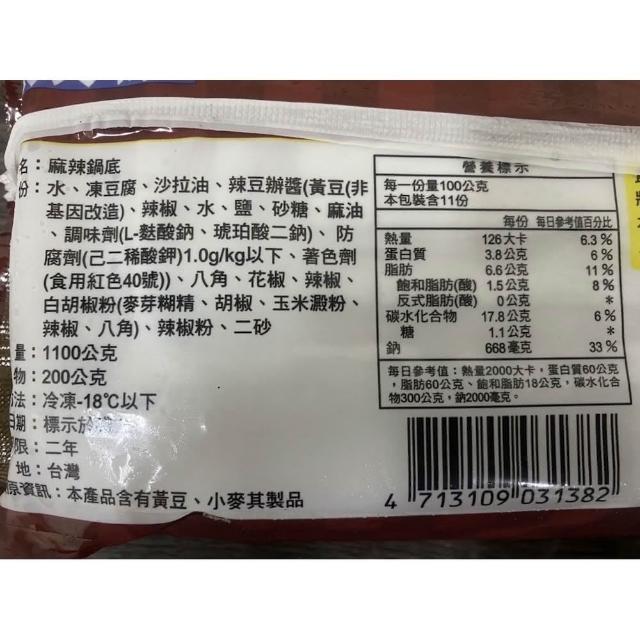 名：麻辣鍋底
份：水、凍豆腐、沙拉油、辣豆瓣醬(黃豆(非
基因改造)、辣椒、水、鹽、砂糖、麻油
、調味劑(L-麩酸鈉、琥珀酸二鈉)、防
腐劑(己二稀酸鉀)1.0g/kg以下、著色劑
(食用紅色40號))、八角、花椒、辣椒、
白胡椒粉(麥芽糊精、胡椒、玉米澱粉、
辣椒、八角)、辣椒粉、二砂
量：1100公克
物：200公克
法：冷凍-18℃以下
日期：標示於
限：二年
地：台灣
原資訊：本產品含有黃豆、小麥其製品
營養標示
每一份量100公克
本包裝含11份
每份 每日參考值百分比
熱量 126大卡 6.3%
蛋白質 3.8公克 6%
脂肪 6.6公克 11%
飽和脂肪(酸) 1.5公克 8%
反式脂肪(酸) 0公克 *
碳水化合物 17.8公克 6%
糖 1.1公克 *
鈉 668毫克 33%
每日參考值：熱量2000大卡，蛋白質60公克
，脂肪60公克、飽和脂肪18公克，碳水化合
物300公克，鈉2000毫克。
4 713109 031382